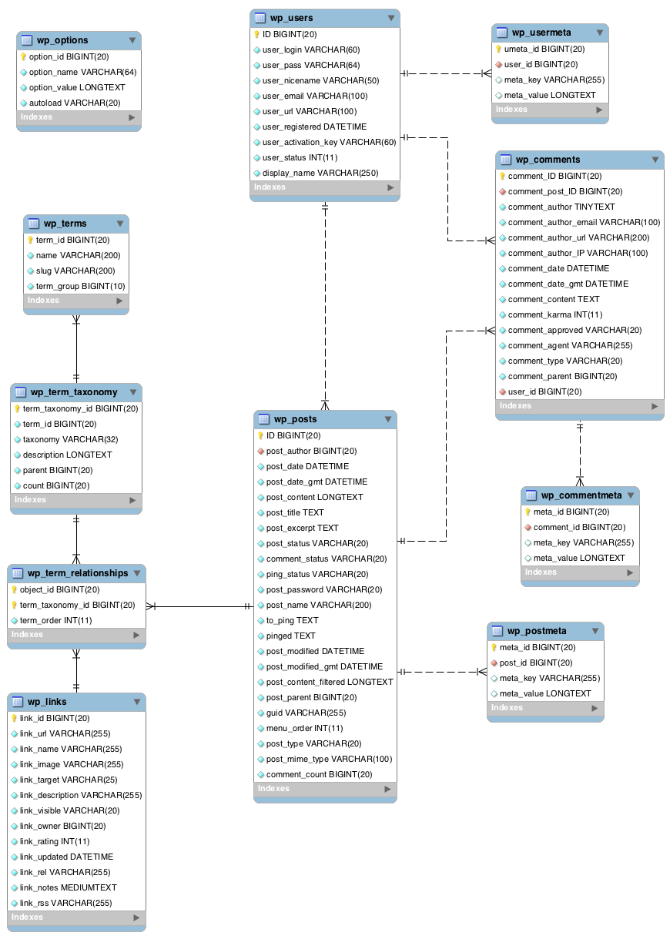 wp_options
option_id BIGINT(20)
option_name VARCHAR(64)
option_value LONGTEXT
autoload VARCHAR(20)
Indexes
wp_users
ID BIGINT(20)
user_login VARCHAR(60)
user_pass VARCHAR(64)
user_nicename VARCHAR(50)
user_email VARCHAR(100)
user_url VARCHAR(100)
user_registered DATETIME
user_activation_key VARCHAR(60)
user_status INT(11)
display_name VARCHAR(250)
Indexes
wp_usermeta
umeta_id BIGINT(20)
user_id BIGINT(20)
meta_key VARCHAR(255)
meta_value LONGTEXT
Indexes
wp_comments
comment_ID BIGINT(20)
comment_post_ID BIGINT(20)
comment_author TINYTEXT
comment_author_email VARCHAR(100)
comment_author_url VARCHAR(200)
comment_author_IP VARCHAR(100)
comment_date DATETIME
comment_date_gmt DATETIME
comment_content TEXT
comment_karma INT(11)
comment_approved VARCHAR(20)
comment_agent VARCHAR(255)
comment_type VARCHAR(20)
comment_parent BIGINT(20)
user_id BIGINT(20)
Indexes
wp_terms
term_id BIGINT(20)
name VARCHAR(200)
slug VARCHAR(200)
term_group BIGINT(10)
Indexes
wp_term_taxonomy
term_taxonomy_id BIGINT(20)
term_id BIGINT(20)
taxonomy VARCHAR(32)
description LONGTEXT
parent BIGINT(20)
count BIGINT(20)
Indexes
wp_posts
ID BIGINT(20)
post_author BIGINT(20)
post_date DATETIME
post_date_gmt DATETIME
post_content LONGTEXT
post_title TEXT
post_excerpt TEXT
post_status VARCHAR(20)
comment_status VARCHAR(20)
ping_status VARCHAR(20)
post_password VARCHAR(20)
post_name VARCHAR(200)
to_ping TEXT
pinged TEXT
post_modified DATETIME
post_modified_gmt DATETIME
post_content_filtered LONGTEXT
post_parent BIGINT(20)
guid VARCHAR(255)
menu_order INT(11)
post_type VARCHAR(20)
post_mime_type VARCHAR(100)
comment_count BIGINT(20)
Indexes
wp_commentmeta
meta_id BIGINT(20)
comment_id BIGINT(20)
meta_key VARCHAR(255)
meta_value LONGTEXT
Indexes
wp_term_relationships
object_id BIGINT(20)
term_taxonomy_id BIGINT(20)
term_order INT(11)
Indexes
wp_postmeta
meta_id BIGINT(20)
post_id BIGINT(20)
meta_key VARCHAR(255)
meta_value LONGTEXT
Indexes
wp_links
link_id BIGINT(20)
link_url VARCHAR(255)
link_name VARCHAR(255)
link_image VARCHAR(255)
link_target VARCHAR(25)
link_description VARCHAR(255)
link_visible VARCHAR(20)
link_owner BIGINT(20)
link_rating INT(11)
link_updated DATETIME
link_rel VARCHAR(255)
link_notes MEDIUMTEXT
link_rss VARCHAR(255)
Indexes